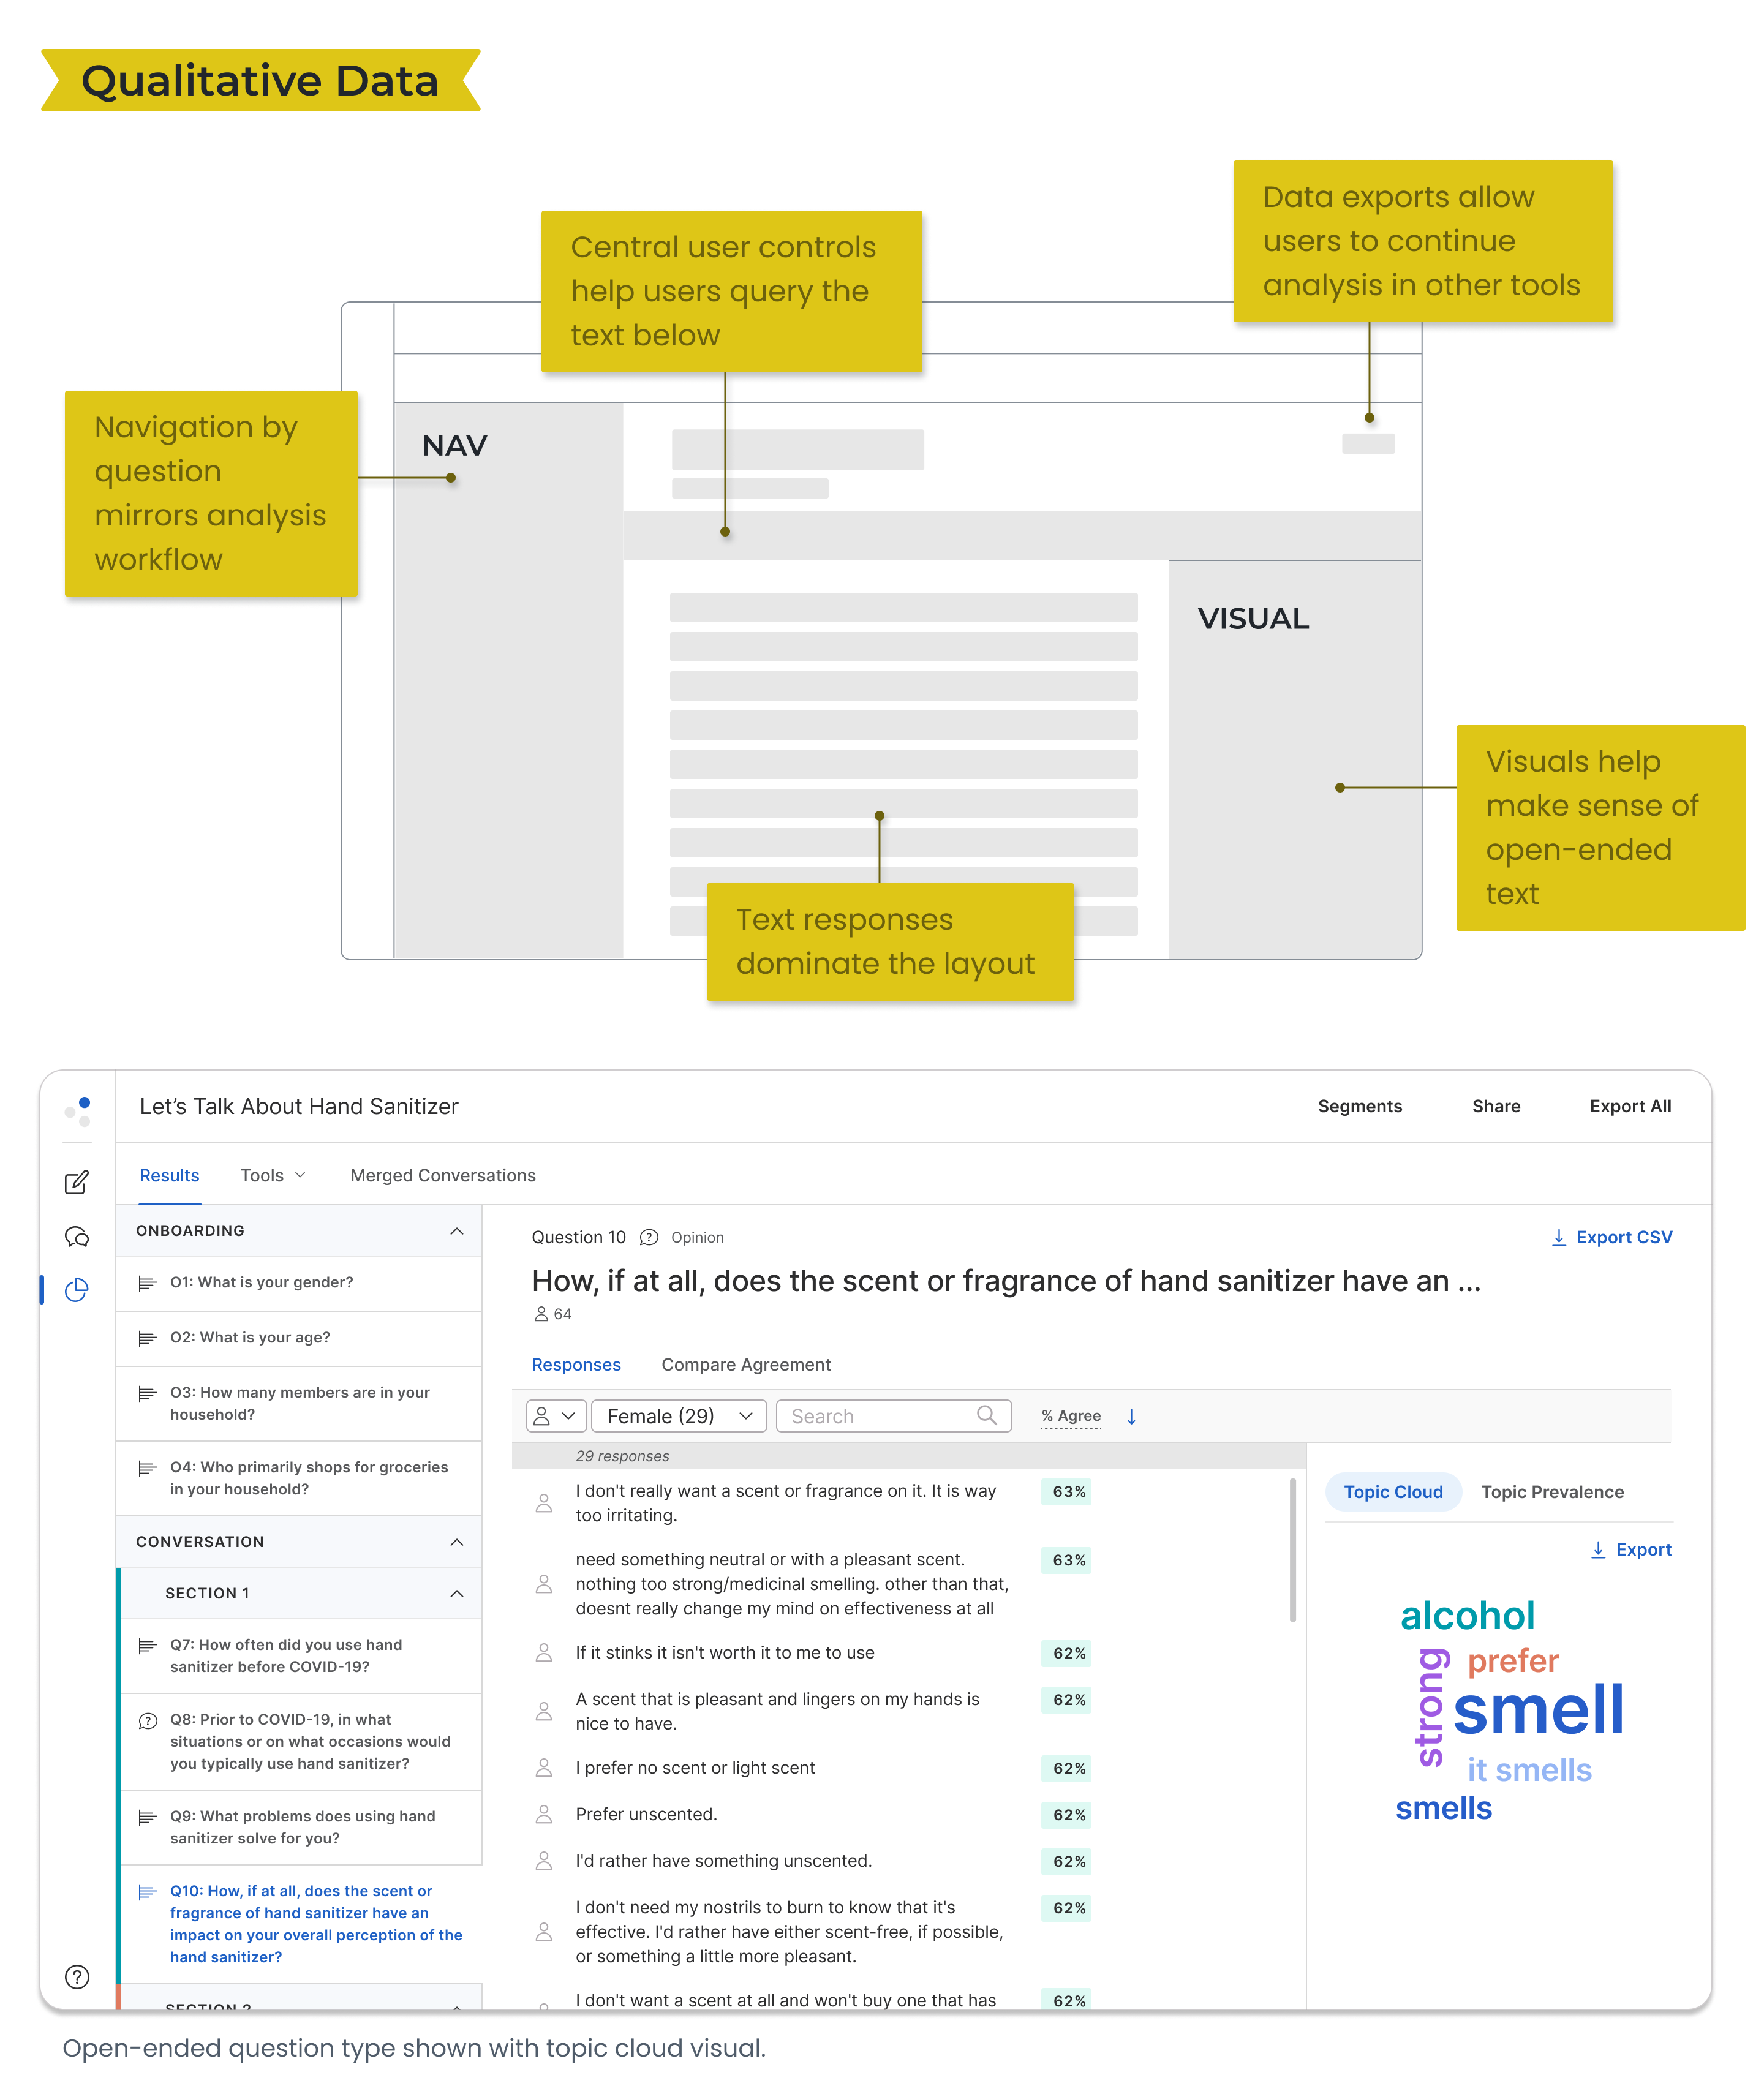 Qualitative Data
Data exports allow
users to continue
analysis in other tools
Central user controls
help users query the
text below
Navigation by
question
mirrors analysis
workflow
NAV
VISUAL
Visuals help
make sense of
open-ended
text
Text responses
dominate the layout
Let's Talk About Hand Sanitizer
Segments
Share
Export All
Results
Tools
Merged Conversations
ONBOARDING
O1: What is your gender?
O2: What is your age?
O3: How many members are in your
household?
O4: Who primarily shops for groceries
in your household?
CONVERSATION
SECTION 1
Q7: How often did you use hand
sanitizer before COVID-19?
Q8: Prior to COVID-19, in what
situations or on what occasions would
you typically use hand sanitizer?
Q9: What problems does using hand
sanitizer solve for you?
Q10: How, if at all, does the scent or
fragrance of hand sanitizer have an
impact on your overall perception of the
hand sanitizer?
SECTION 2
Question 10
Opinion
Export CSV
How, if at all, does the scent or fragrance of hand sanitizer have an ...
64
Responses
Compare Agreement
Female (29)
Search
% Agree
29 responses
I don't really want a scent or fragrance on it. It is way
too irritating.
63%
need something neutral or with a pleasant scent.
nothing too strong/medicinal smelling. other than that,
doesnt really change my mind on effectiveness at all
63%
If it stinks it isn't worth it to me to use
62%
A scent that is pleasant and lingers on my hands is
nice to have.
62%
I prefer no scent or light scent
62%
Prefer unscented.
62%
I'd rather have something unscented.
62%
I don't need my nostrils to burn to know that it's
effective. I'd rather have either scent-free, if possible,
or something a little more pleasant.
62%
I don't want a scent at all and won't buy one that has
62%
Topic Cloud
Topic Prevalence
Export
alcohol
strong
prefer
smell
it smells
smells
Open-ended question type shown with topic cloud visual.